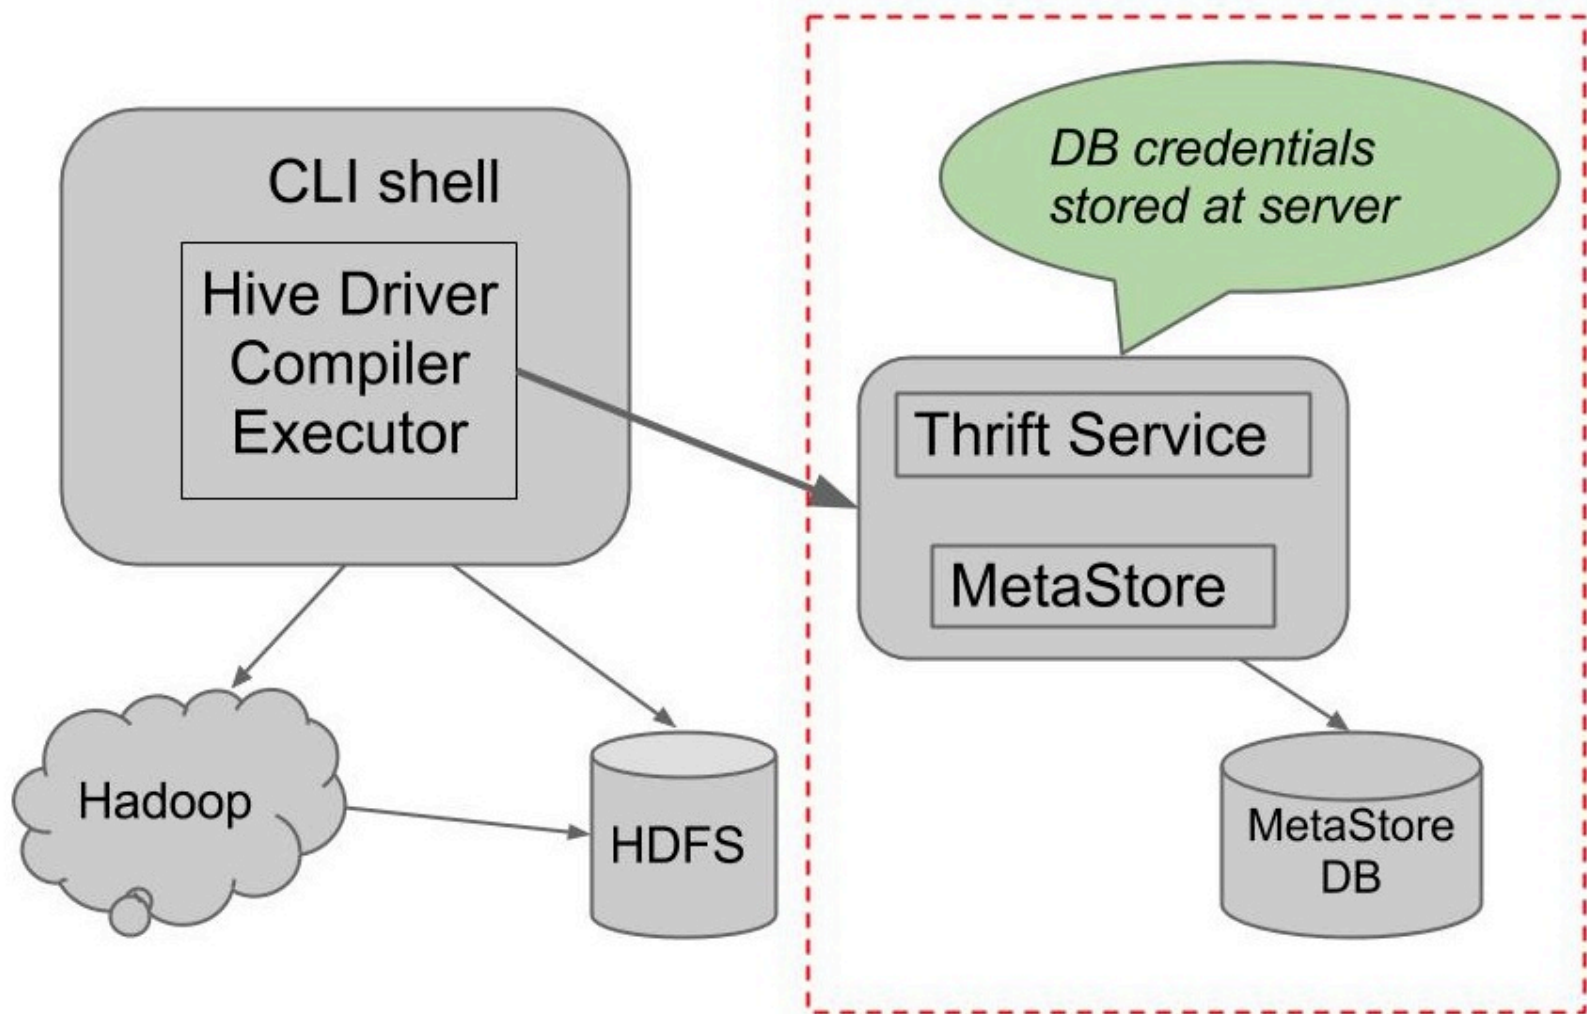 CLI shell
Hive Driver
Compiler
Executor
DB credentials
stored at server
Thrift Service
MetaStore
Hadoop
HDFS
MetaStore
DB